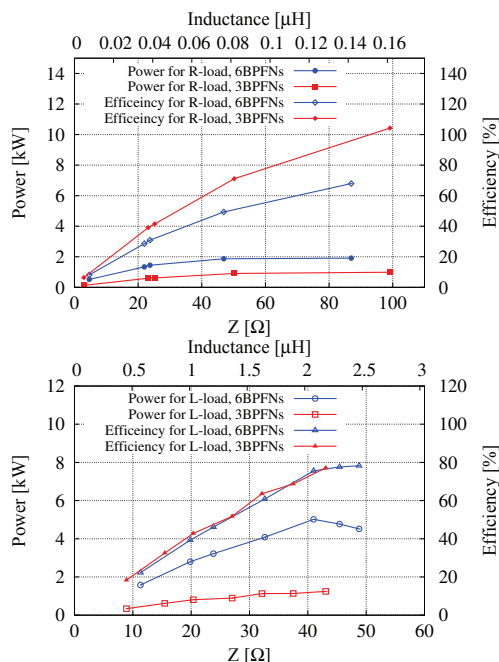 Inductance [μH]
0 0.02 0.04 0.06 0.08 0.1 0.12 0.14 0.16
14 140
Power for R-load, 6BPFNs
12 120
Power for R-load, 3BPFNs
Efficeincy for R-load, 6BPFNs
Efficeincy for R-load, 3BPFNs
10 100
8 80
6 60
4 40
2 20
0 0
Power [kW]
Efficiency [%]
0 20 40 60 80 100
Z [Ω]
Inductance [μH]
0 0.5 1 1.5 2 2.5 3
12 120
Power for L-load, 6BPFNs
Power for L-load, 3BPFNs
10 100
Efficeincy for L-load, 6BPFNs
Efficiency for L-load, 3BPFNs
8 80
6 60
4 40
2 20
0 0
Power [kW]
Efficiency [%]
0 10 20 30 40 50 60
Z [Ω]